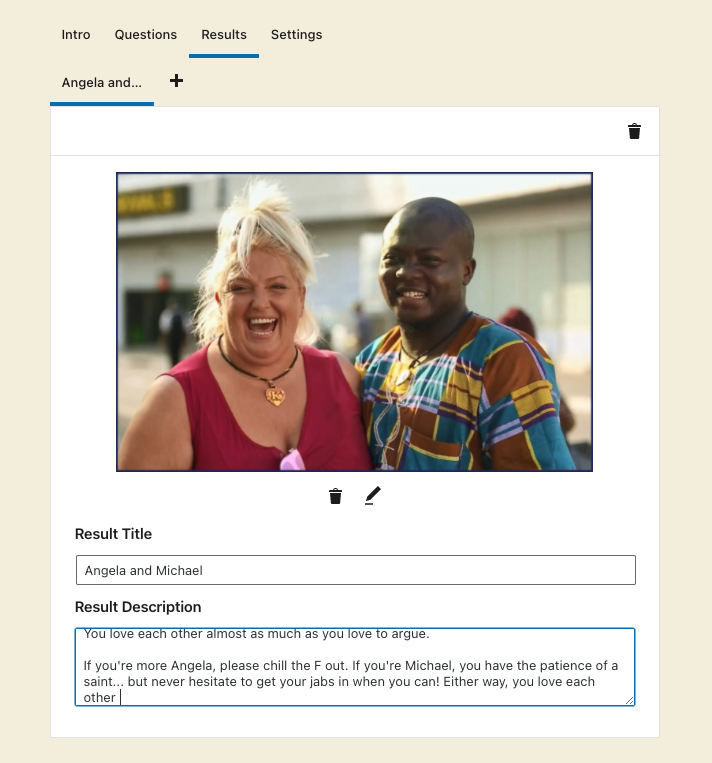 Intro Questions Results Settings
Angela and...
Result Title
Angela and Michael
Result Description
You love each other almost as much as you love to argue.
If you're more Angela, please chill the F out. If you're Michael, you have the patience of a
saint... but never hesitate to get your jabs in when you can! Either way, you love each
other